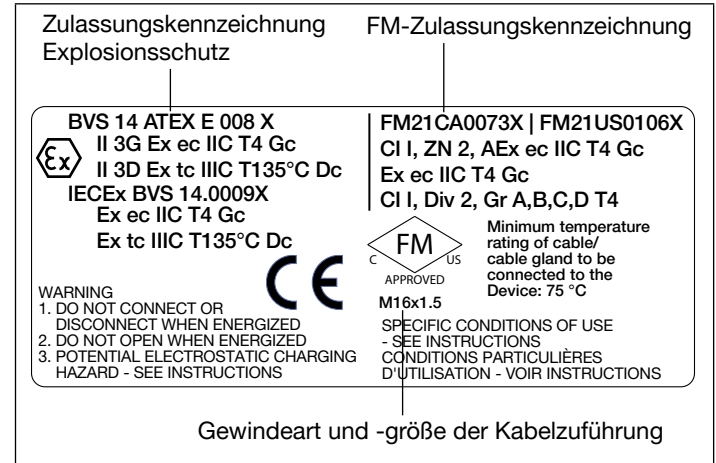 Zulassungskennzeichnung
Explosionsschutz
FM-Zulassungskennzeichnung
BVS 14 ATEX E 008 X
Ex
II 3G Ex ec IIC T4 Gc
II 3D Ex tc IIIC T135°C Dc
IECEx BVS 14.0009X
Ex ec IIC T4 Gc
Ex tc IIIC T135°C Dc
CE
WARNING
1. DO NOT CONNECT OR
DISCONNECT WHEN ENERGIZED
2. DO NOT OPEN WHEN ENERGIZED
3. POTENTIAL ELECTROSTATIC CHARGING
HAZARD - SEE INSTRUCTIONS
FM21CA0073X | FM21US0106X
Cl I, ZN 2, AEx ec IIC T4 Gc
Ex ec IIC T4 Gc
Cl I, Div 2, Gr A,B,C,D T4
FM
C US
APPROVED
M16x1.5
Minimum temperature
rating of cable/
cable gland to be
connected to the
Device: 75 °C
SPECIFIC CONDITIONS OF USE
- SEE INSTRUCTIONS
CONDITIONS PARTICULIÈRES
D'UTILISATION - VOIR INSTRUCTIONS
Gewindeart und -größe der Kabelzuführung